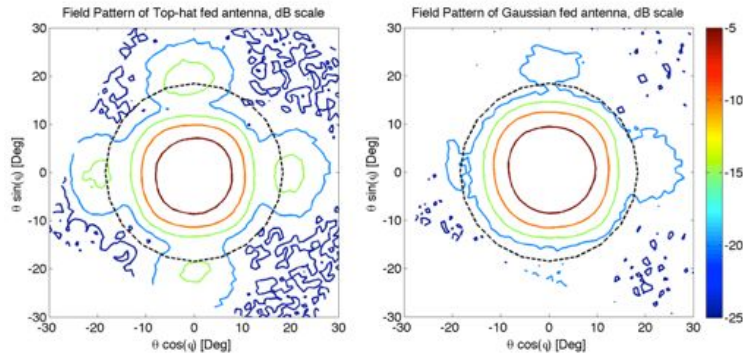 Field Pattern of Top-hat fed antenna, dB scale
30
20
10
0
-10
-20
-30
θ sin(φ) [Deg]
-30 -20 -10 0 10 20 30
θ cos(φ) [Deg]
Field Pattern of Gaussian fed antenna, dB scale
30
20
10
0
-10
-20
-30
θ sin(φ) [Deg]
-30 -20 -10 0 10 20 30
θ cos(φ) [Deg]
-5
-10
-15
-20
-25